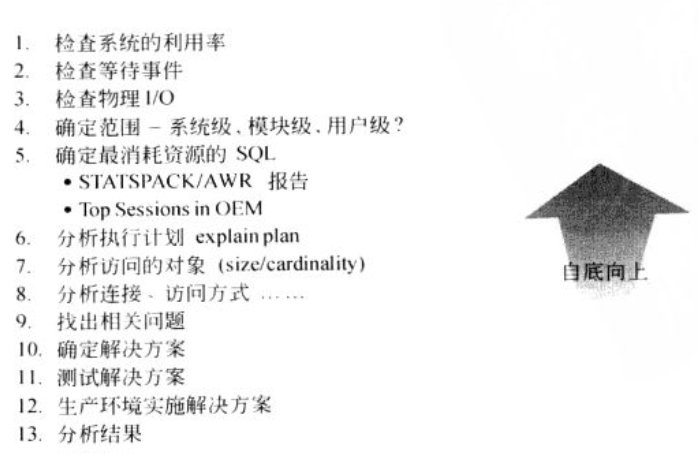 1. 检查系统的利用率
2. 检查等待事件
3. 检查物理 I/O
4. 确定范围 – 系统级、模块级、用户级？
5. 确定最消耗资源的 SQL
• STATSPACK/AWR 报告
• Top Sessions in OEM
6. 分析执行计划 explain plan
7. 分析访问的对象 (size/cardinality)
8. 分析连接、访问方式 ……
9. 找出相关问题
10. 确定解决方案
11. 测试解决方案
12. 生产环境实施解决方案
13. 分析结果
自底向上